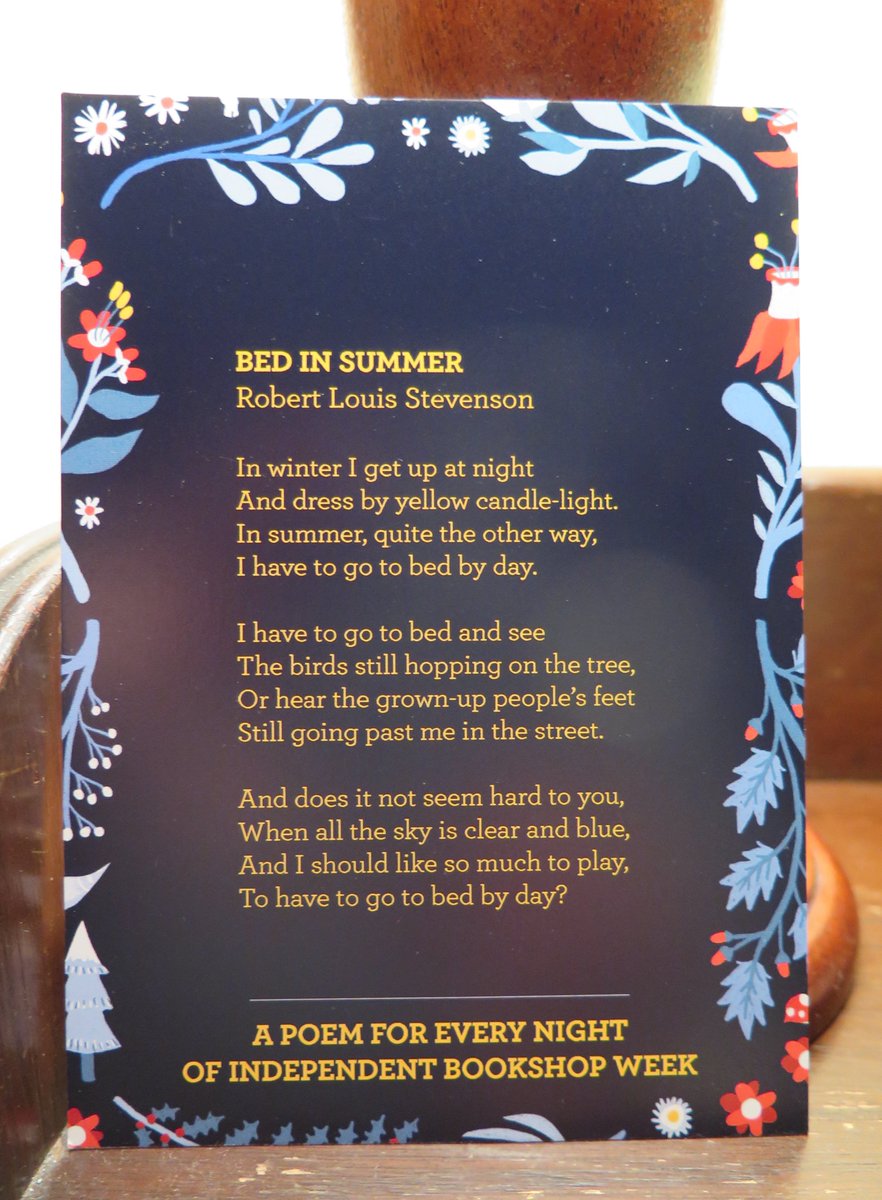 BED IN SUMMER
Robert Louis Stevenson
In winter I get up at night
And dress by yellow candle-light.
In summer, quite the other way,
I have to go to bed by day.
I have to go to bed and see
The birds still hopping on the tree,
Or hear the grown-up people’s feet
Still going past me in the street.
And does it not seem hard to you,
When all the sky is clear and blue,
And I should like so much to play,
To have to go to bed by day?
A POEM FOR EVERY NIGHT
OF INDEPENDENT BOOKSHOP WEEK